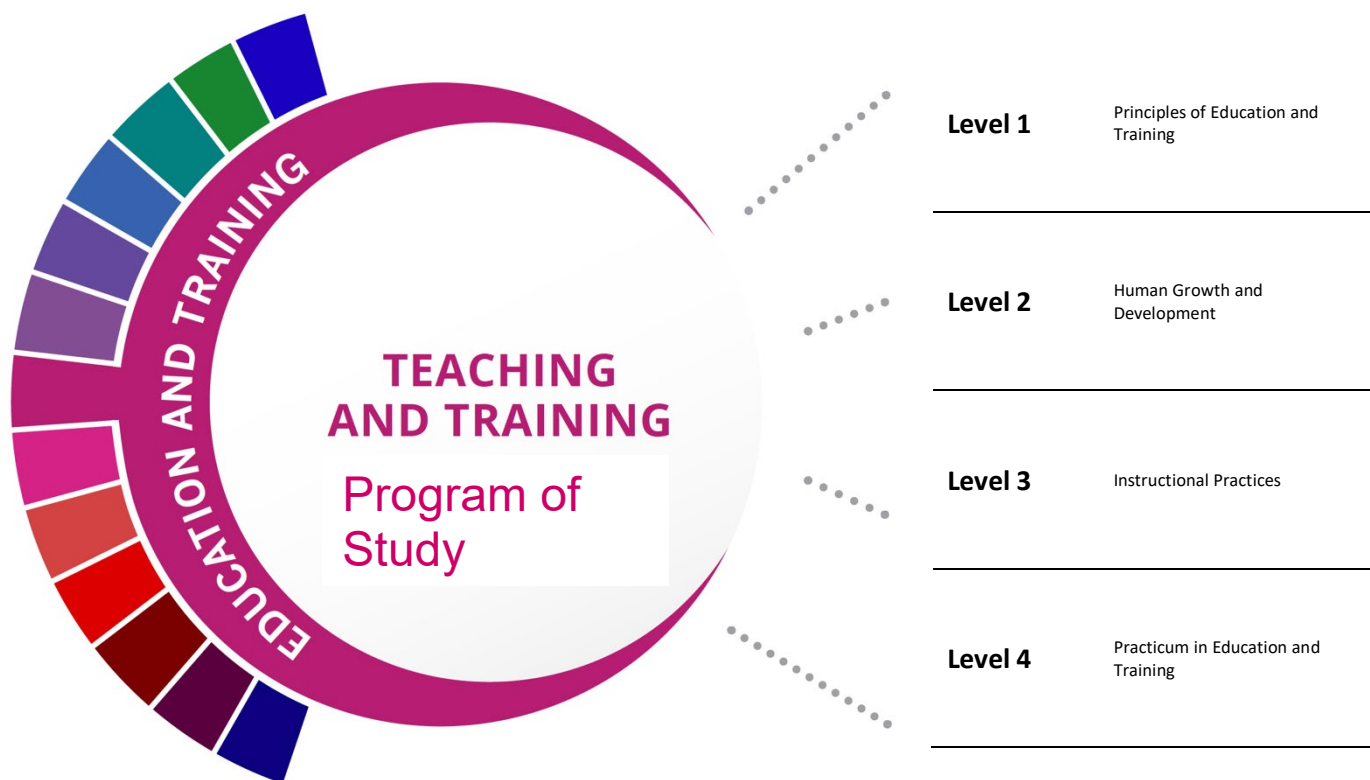 EDUCATION AND TRAINING
TEACHING
AND TRAINING
Program of
Study
Level 1
Principles of Education and
Training
Level 2
Human Growth and
Development
Level 3
Instructional Practices
Level 4
Practicum in Education and
Training